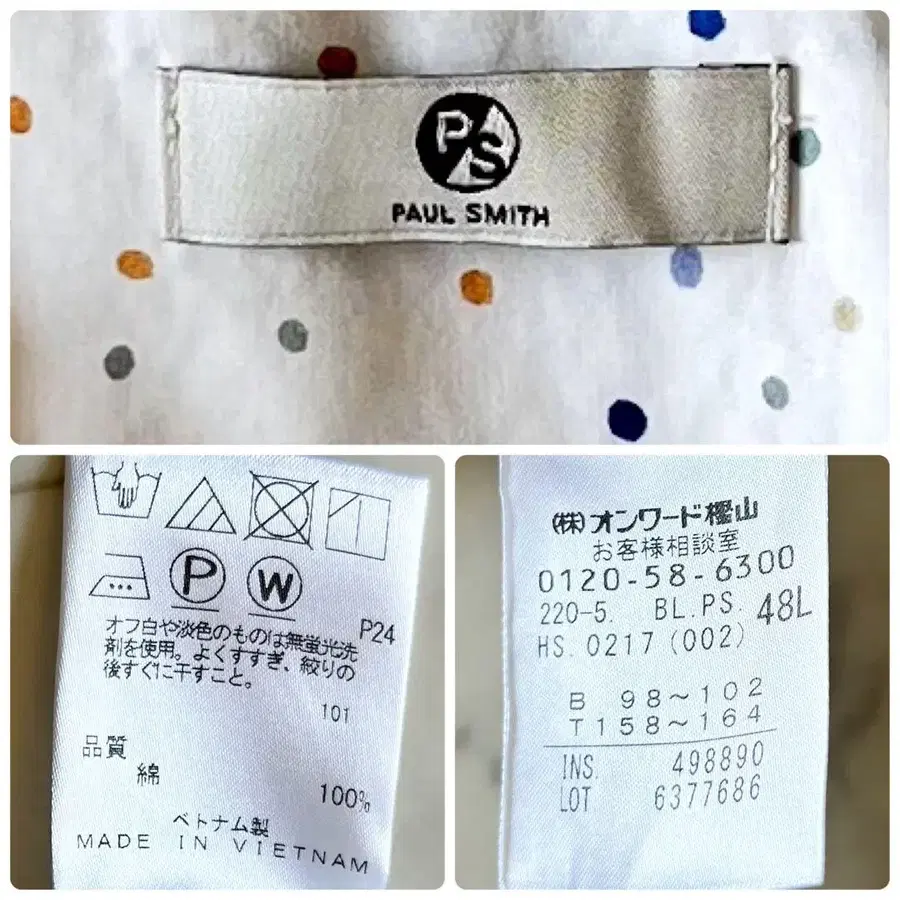 PS
PAUL SMITH
P W
P24
オフ白や淡色のものは無蛍光洗
剤を使用。よくすすぎ、絞りの
後すぐに干すこと。
101
品質
綿 100%
ベトナム製
MADE IN VIETNAM
(株)オンワード樫山
お客様相談室
0120-58-6300
220-5. BL.PS. 48L
HS.0217(002)
B 98~102
T158~164
INS. 498890
LOT 6377686